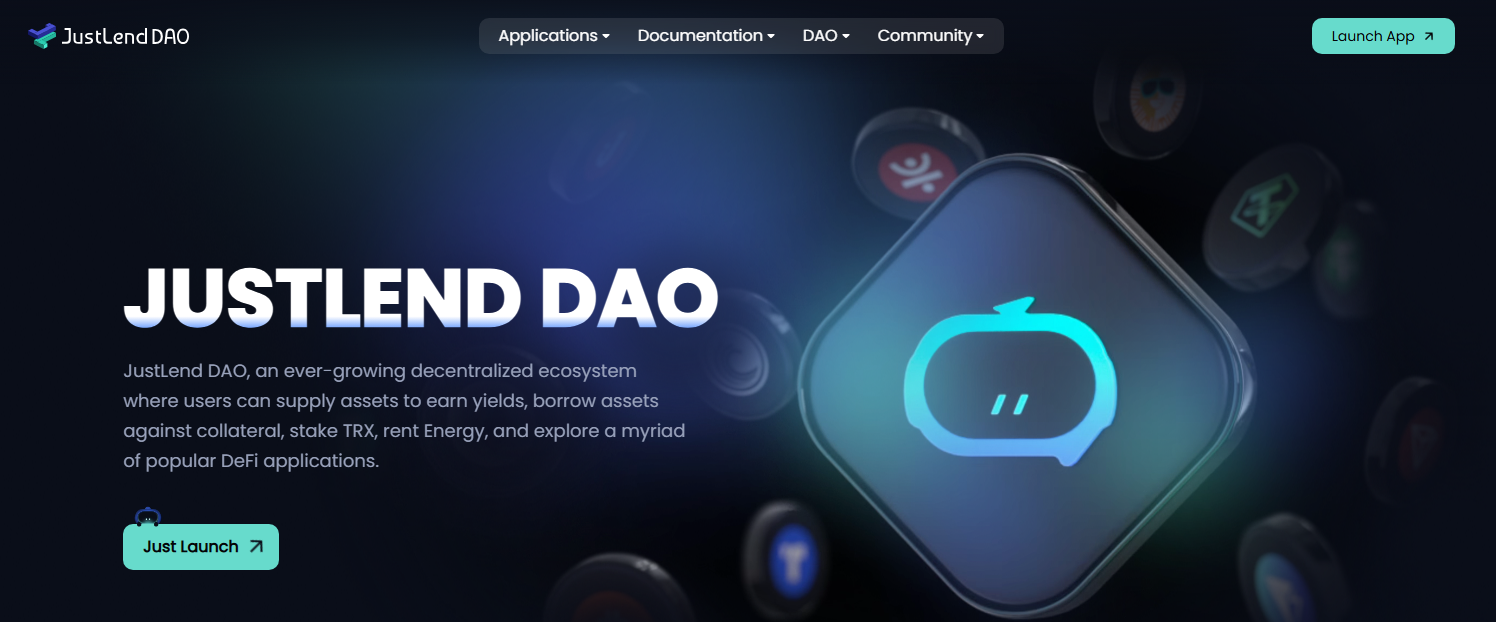 JustLend DAO
Applications
Documentation
DAO
Community
Launch App
JUSTLEND DAO
JustLend DAO, an ever-growing decentralized ecosystem
where users can supply assets to earn yields, borrow assets
against collateral, stake TRX, rent Energy, and explore a myriad
of popular DeFi applications.
Just Launch